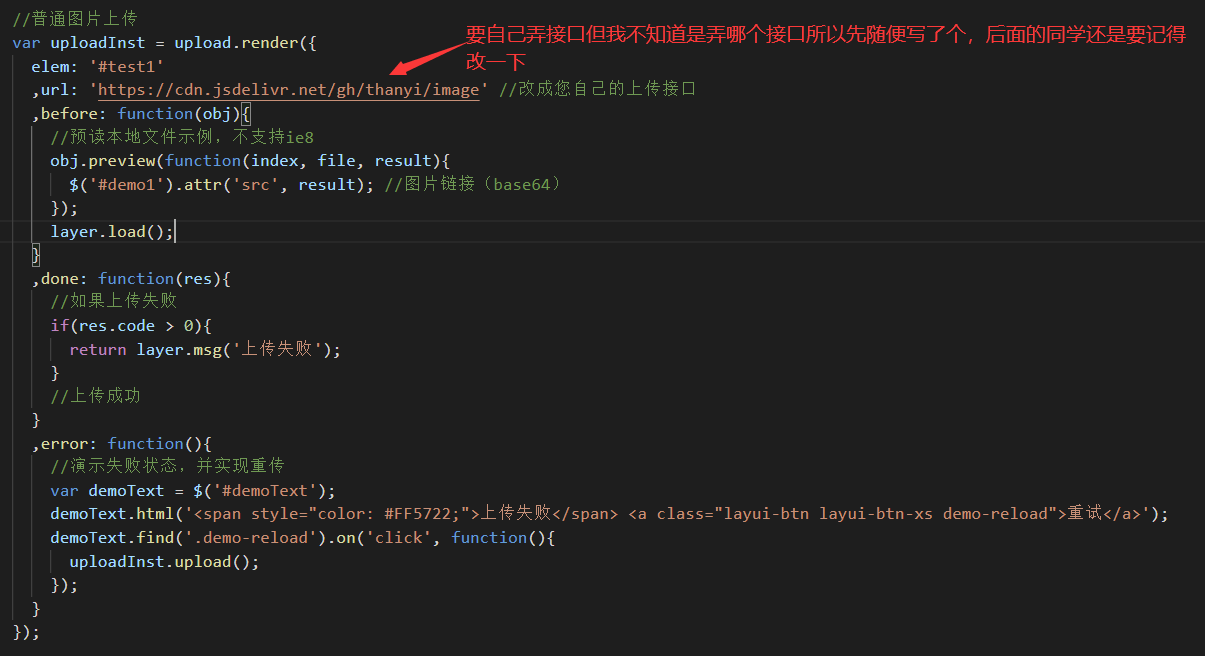 //普通图片上传
var uploadInst = upload.render({
要自己弄接口但我不知道是弄哪个接口所以先随便写了个，后面的同学还是要记得
改一下
elem: '#test1'
,url: 'https://cdn.jsdelivr.net/gh/thanyi/image' //改成您自己的上传接口
,before: function(obj){
//预读本地文件示例，不支持ie8
obj.preview(function(index, file, result){
$('#demo1').attr('src', result); //图片链接（base64）
});
layer.load();
}
,done: function(res){
//如果上传失败
if(res.code > 0){
return layer.msg('上传失败');
}
//上传成功
}
,error: function(){
//演示失败状态，并实现重传
var demoText = $('#demoText');
demoText.html('<span style="color: #FF5722;">上传失败</span> <a class="layui-btn layui-btn-xs demo-reload">重试</a>');
demoText.find('.demo-reload').on('click', function(){
uploadInst.upload();
});
}
});